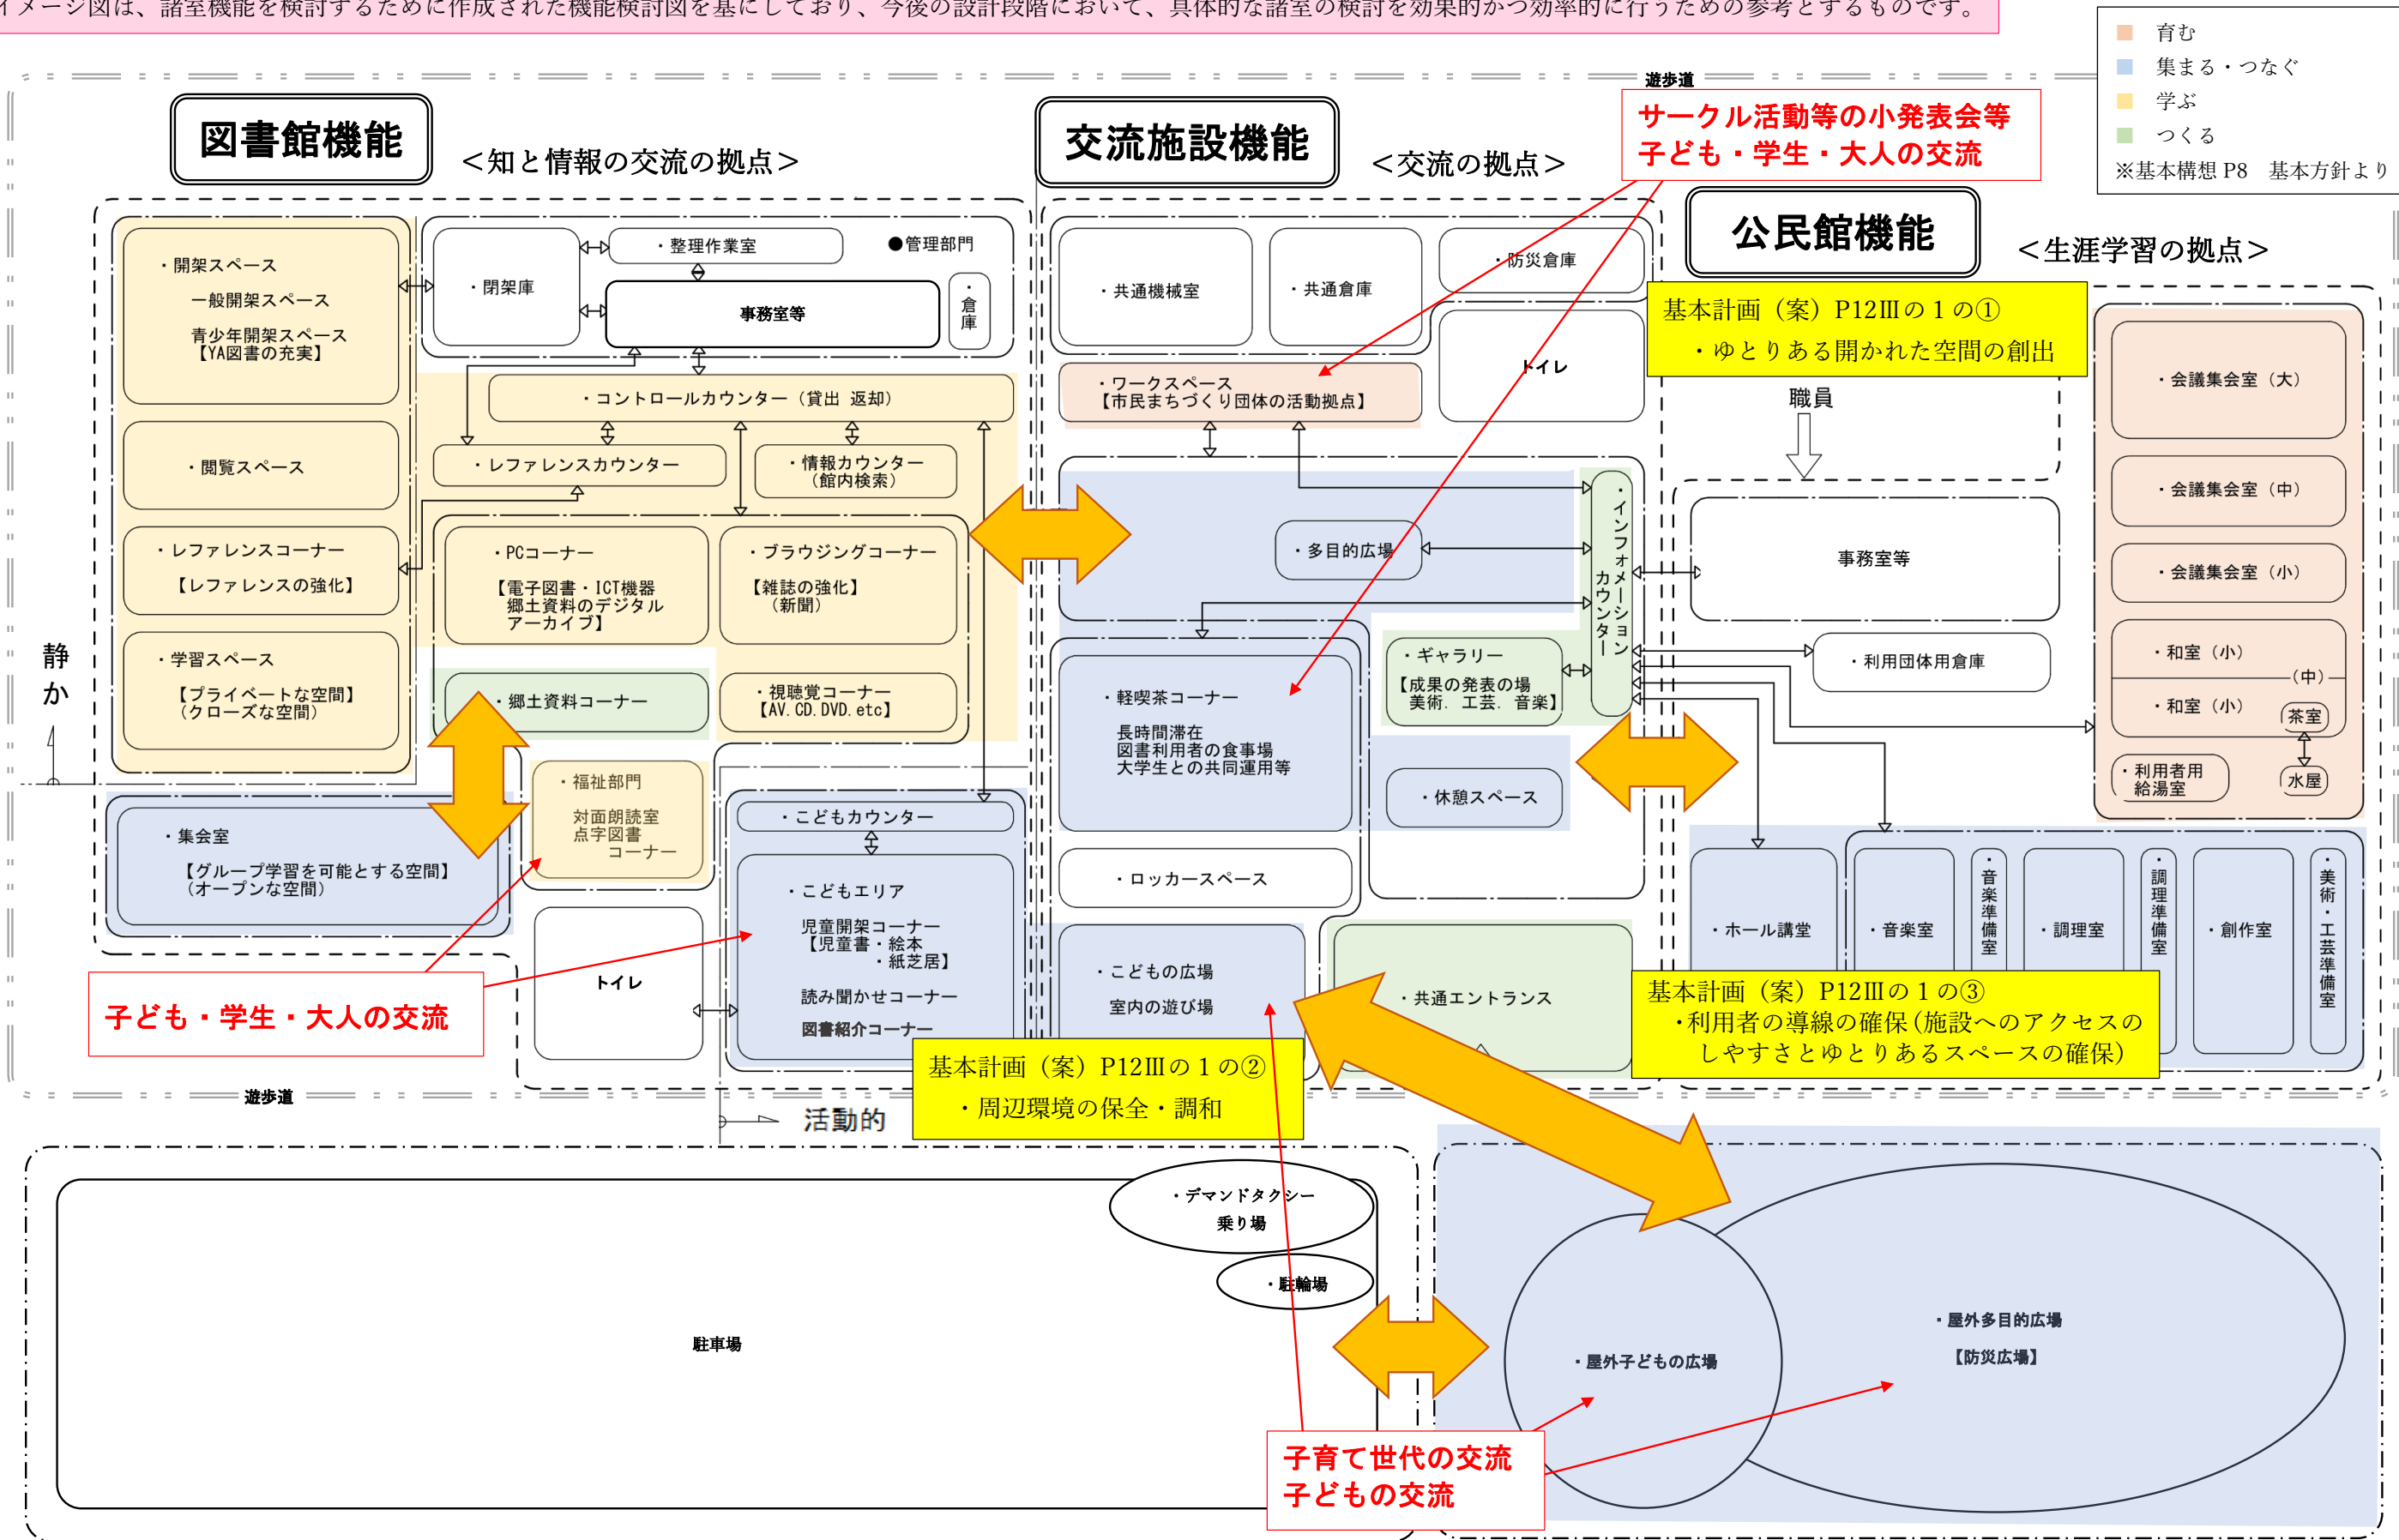 イメージ図は、諸室機能を検討するために作成された機能検討図を基にしており、今後の設計段階において、具体的な諸室の検討を効果的かつ効率的に行うための参考とするものです。
育む
集まる・つなぐ
学ぶ
つくる
※基本構想 P8　基本方針より
遊歩道
図書館機能
＜知と情報の交流の拠点＞
交流施設機能
＜交流の拠点＞
サークル活動等の小発表会等
子ども・学生・大人の交流
公民館機能
＜生涯学習の拠点＞
・開架スペース
一般開架スペース
青少年開架スペース
【YA図書の充実】
・閲覧スペース
・レファレンスコーナー
【レファレンスの強化】
・学習スペース
【プライベートな空間】
（クローズな空間）
静か
・閉架庫
・整理作業室
●管理部門
事務室等
・倉庫
・コントロールカウンター（貸出 返却）
・レファレンスカウンター
・情報カウンター
（館内検索）
・PCコーナー
【電子図書・ICT機器
郷土資料のデジタル
アーカイブ】
・ブラウジングコーナー
【雑誌の強化】
（新聞）
・郷土資料コーナー
・視聴覚コーナー
【AV. CD. DVD. etc】
・集会室
【グループ学習を可能とする空間】
（オープンな空間）
・福祉部門
対面朗読室
点字図書
コーナー
・こどもカウンター
・こどもエリア
児童開架コーナー
【児童書・絵本
・紙芝居】
読み聞かせコーナー
図書紹介コーナー
トイレ
子ども・学生・大人の交流
・共通機械室
・共通倉庫
・防災倉庫
トイレ
・ワークスペース
【市民まちづくり団体の活動拠点】
・多目的広場
・インフォメーション
カウンター
・軽喫茶コーナー
長時間滞在
図書利用者の食事場
大学生との共同運用等
・ギャラリー
【成果の発表の場
美術. 工芸. 音楽】
・休憩スペース
・ロッカースペース
・こどもの広場
室内の遊び場
・共通エントランス
基本計画（案）P12Ⅲの１の①
・ゆとりある開かれた空間の創出
職員
事務室等
・利用団体用倉庫
・会議集会室（大）
・会議集会室（中）
・会議集会室（小）
・和室（小）
（中）
・和室（小）
茶室
・利用者用
給湯室
水屋
・ホール講堂
・音楽室
・音楽準備室
・調理室
・調理準備室
・創作室
・美術・工芸準備室
基本計画（案）P12Ⅲの１の③
・利用者の導線の確保（施設へのアクセスの
しやすさとゆとりあるスペースの確保）
基本計画（案）P12Ⅲの１の②
・周辺環境の保全・調和
遊歩道
活動的
・デマンドタクシー
乗り場
・駐輪場
駐車場
・屋外子どもの広場
・屋外多目的広場
【防災広場】
子育て世代の交流
子どもの交流